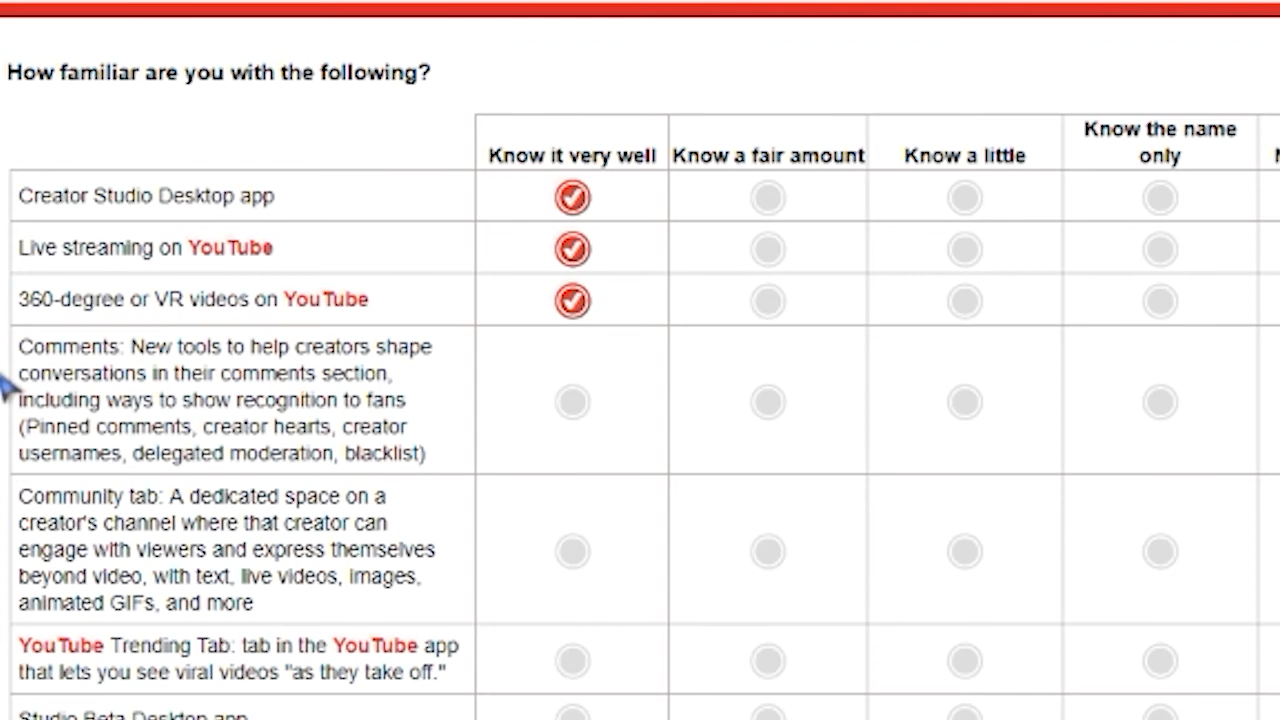 How familiar are you with the following?
Know it very well
Know a fair amount
Know a little
Know the name
only
Creator Studio Desktop app
Live streaming on YouTube
360-degree or VR videos on YouTube
Comments: New tools to help creators shape
conversations in their comments section,
including ways to show recognition to fans
(Pinned comments, creator hearts, creator
usernames, delegated moderation, blacklist)
Community tab: A dedicated space on a
creator's channel where that creator can
engage with viewers and express themselves
beyond video, with text, live videos, images,
animated GIFs, and more
YouTube Trending Tab: tab in the YouTube app
that lets you see viral videos "as they take off."
Studio Beta Desktop app